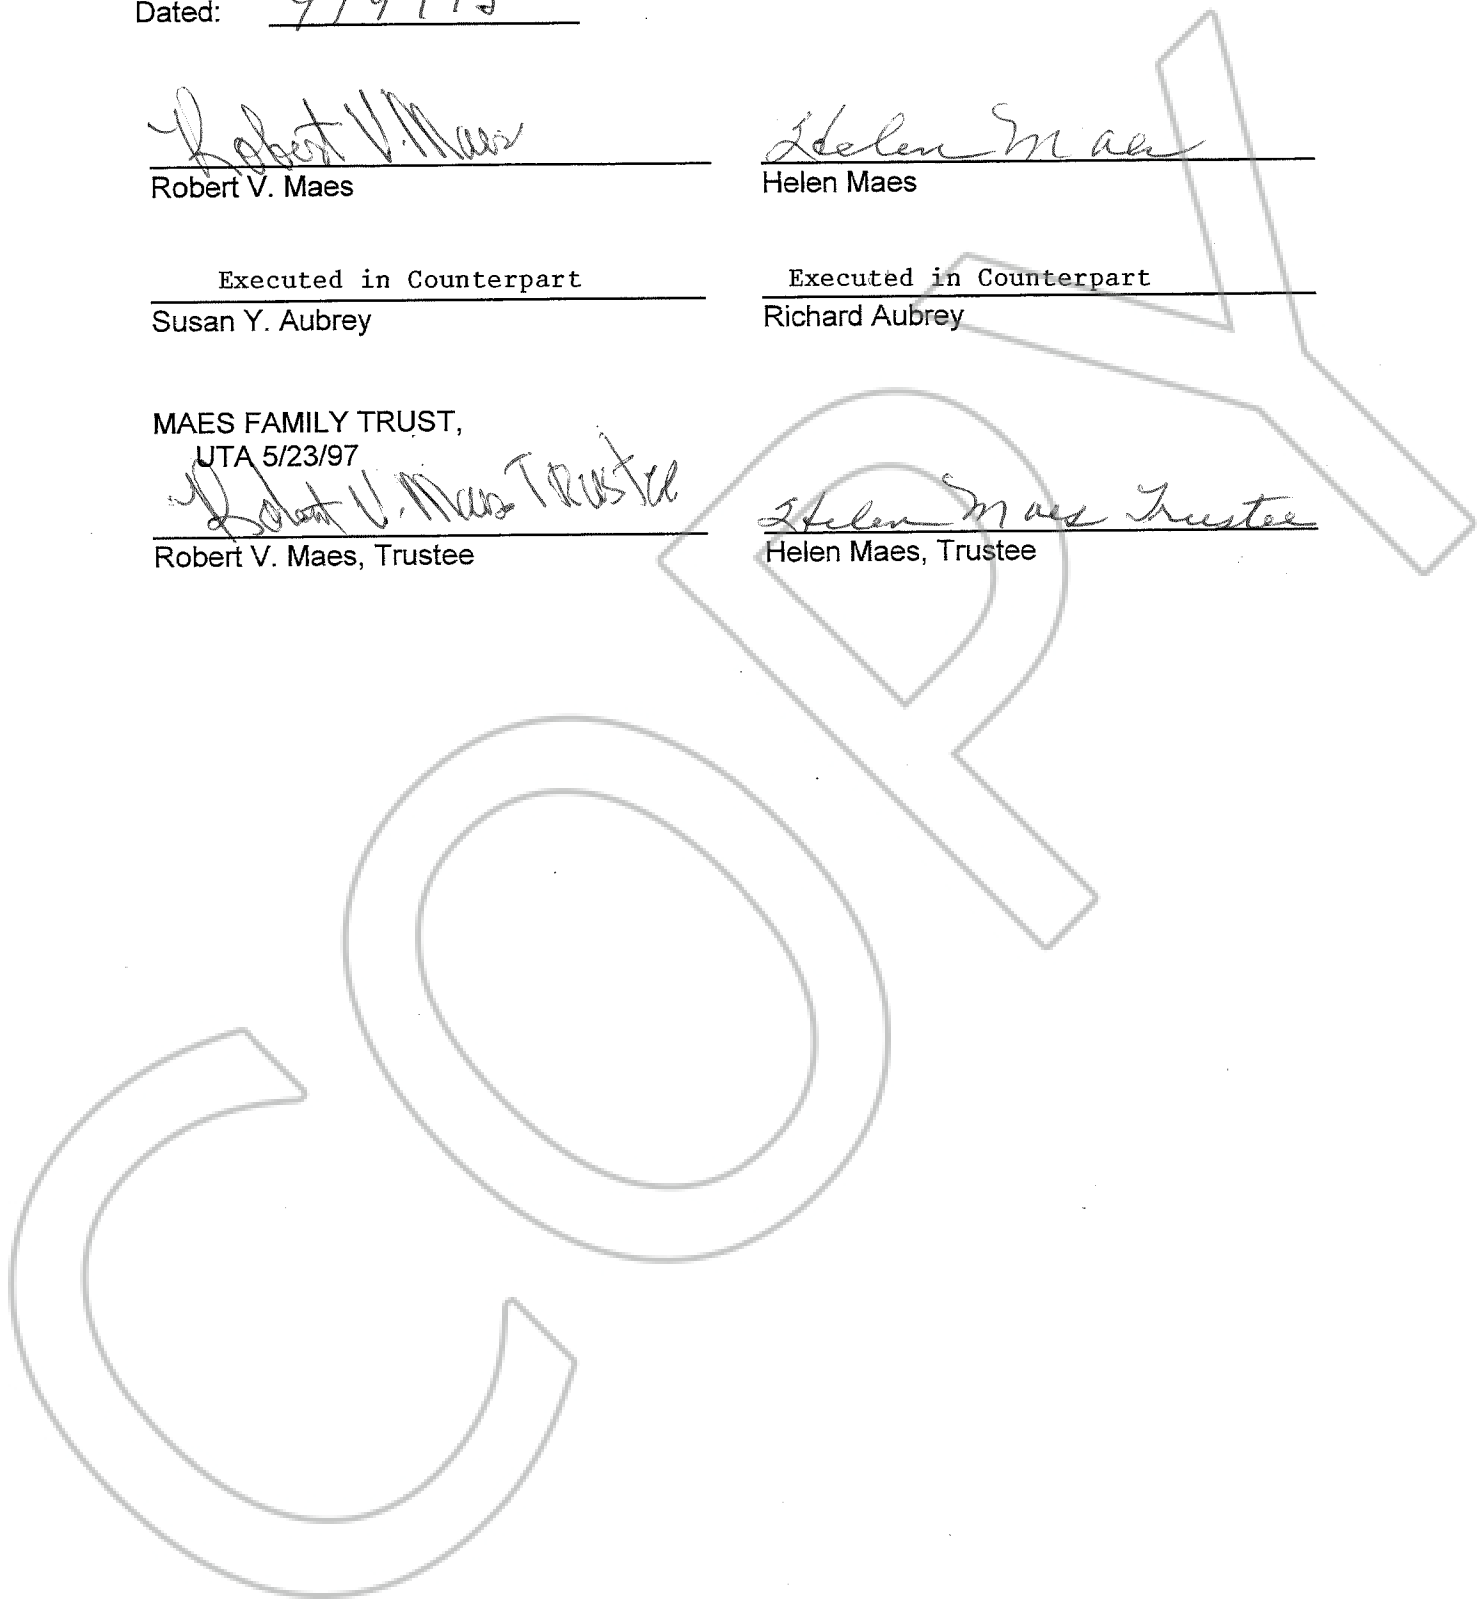 Dated:
Robert V. Maes Helen Maes
Robert V. Maes Helen Maes
Executed in Counterpart Executed in Counterpart
Susan Y. Aubrey Richard Aubrey
MAES FAMILY TRUST,
UTA 5/23/97
Robert V. Maes Trustee Helen Maes Trustee
Robert V. Maes, Trustee Helen Maes, Trustee
COPY